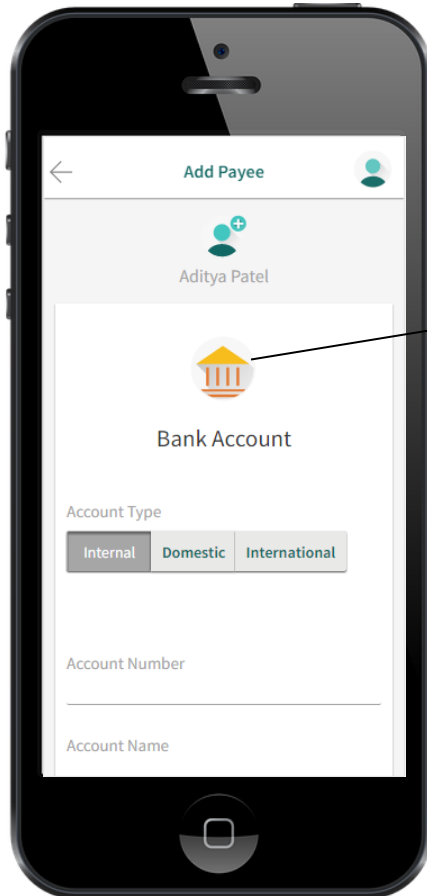 Add Payee
Aditya Patel
Bank Account
Account Type
Internal Domestic International
Account Number
Account Name